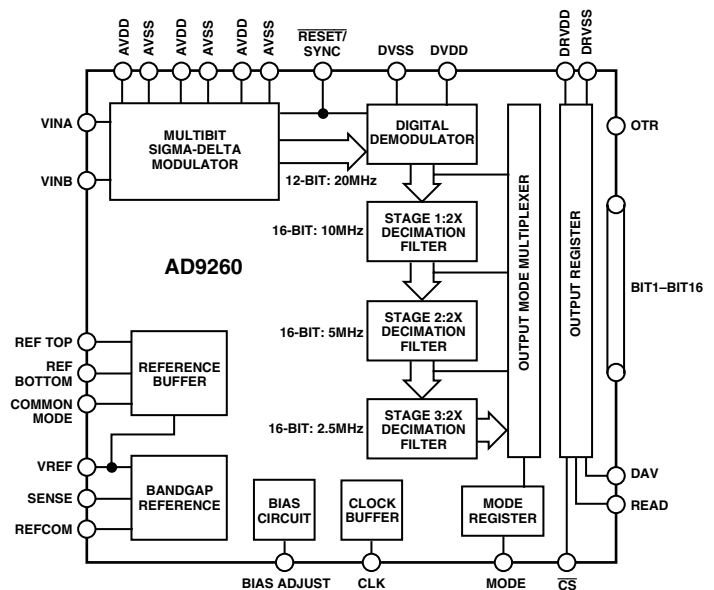 AVDD
AVSS
AVDD
AVSS
AVDD
AVSS
RESET/
SYNC
DVSS
DVDD
DRVDD
DRVSS
VINA
VINB
MULTIBIT
SIGMA-DELTA
MODULATOR
12-BIT: 20MHz
DIGITAL
DEMODULATOR
OTR
16-BIT: 10MHz
STAGE 1:2X
DECIMATION
FILTER
AD9260
OUTPUT MODE MULTIPLEXER
OUTPUT REGISTER
BIT1–BIT16
16-BIT: 5MHz
STAGE 2:2X
DECIMATION
FILTER
REF TOP
REF
BOTTOM
COMMON
MODE
REFERENCE
BUFFER
16-BIT: 2.5MHz
STAGE 3:2X
DECIMATION
FILTER
VREF
SENSE
REFCOM
BANDGAP
REFERENCE
BIAS
CIRCUIT
CLOCK
BUFFER
MODE
REGISTER
DAV
READ
BIAS ADJUST
CLK
MODE
CS